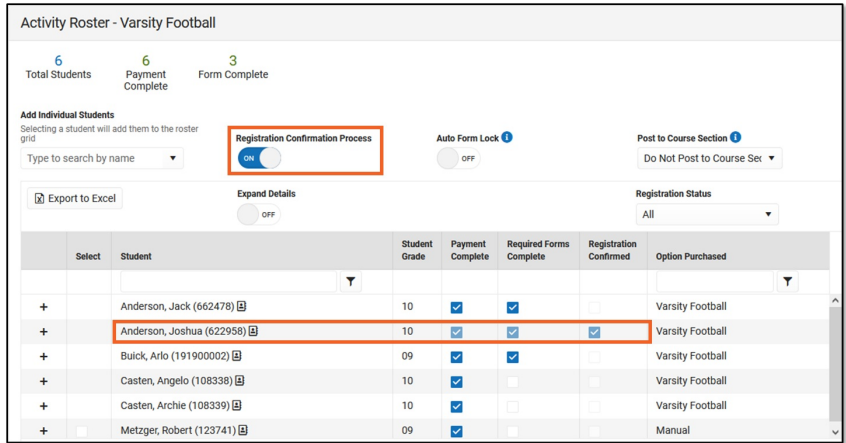 Activity Roster - Varsity Football
6 6 3
Total Students Payment Complete Form Complete
Add Individual Students
Selecting a student will add them to the roster grid
Type to search by name
Registration Confirmation Process
ON
Auto Form Lock
OFF
Post to Course Section
Do Not Post to Course Sec
Export to Excel
Expand Details
OFF
Registration Status
All
Select Student Student Grade Payment Complete Required Forms Complete Registration Confirmed Option Purchased
+ Anderson, Jack (662478) 10 Varsity Football
+ Anderson, Joshua (622958) 10 Varsity Football
+ Buick, Arlo (191900002) 09 Varsity Football
+ Casten, Angelo (108338) 10 Varsity Football
+ Casten, Archie (108339) 10 Varsity Football
+ Metzger, Robert (123741) 09 Manual